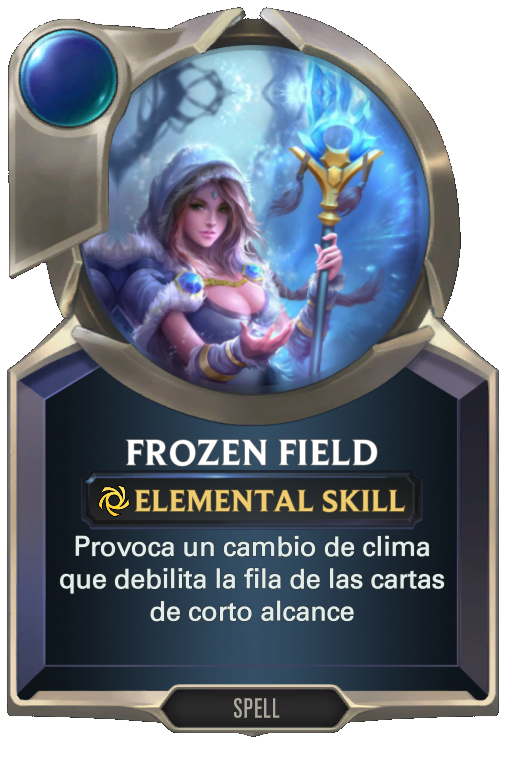 FROZEN FIELD
ELEMENTAL SKILL
Provoca un cambio de clima
que debilita la fila de las cartas
de corto alcance
SPELL